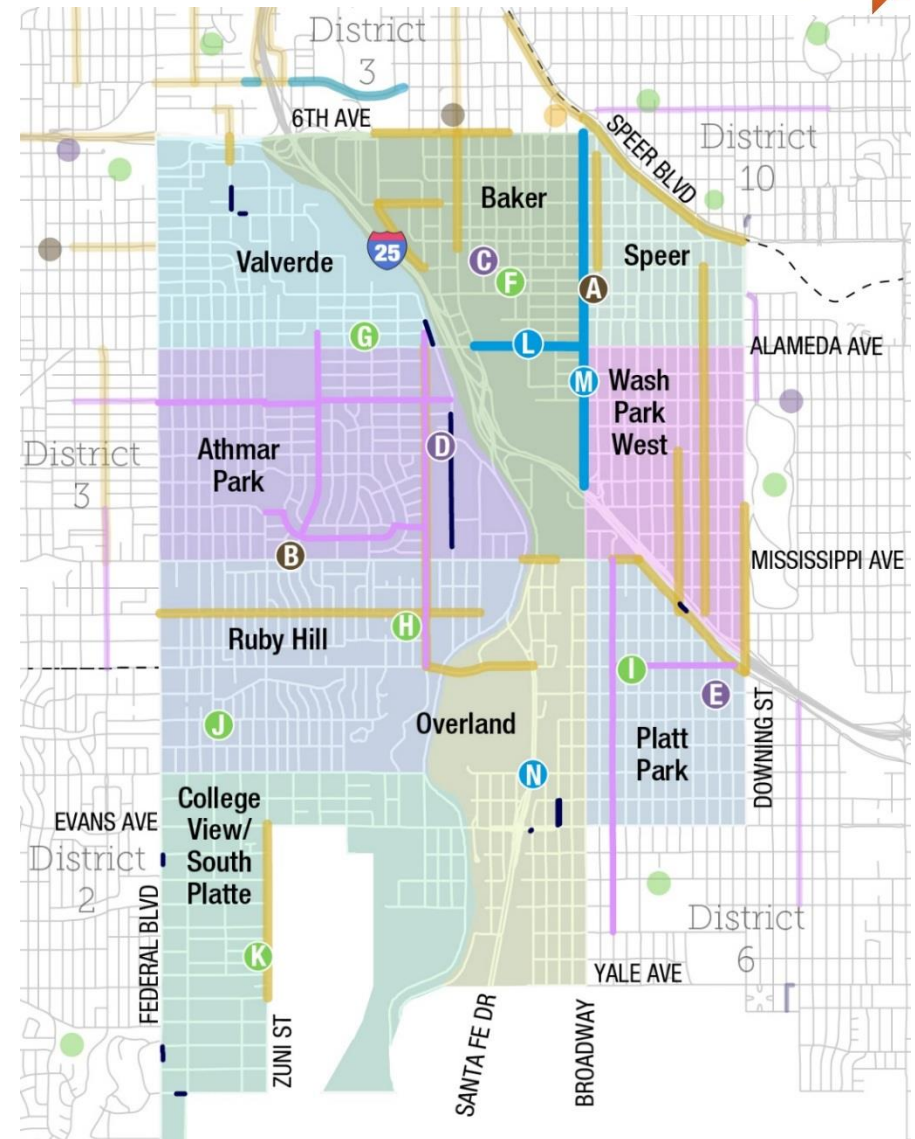 District
3
6TH AVE
SPEER BLVD
District
10
Baker
25
Valverde
C
F
A
Speer
G
L
ALAMEDA AVE
M
Wash
Park
West
District
3
Athmar
Park
D
B
MISSISSIPPI AVE
Ruby Hill
H
I
E
J
Overland
Platt
Park
DOWNING ST
N
College
View/
South
Platte
EVANS AVE
District
2
FEDERAL BLVD
K
ZUNI ST
District
6
YALE AVE
SANTA FE DR
BROADWAY